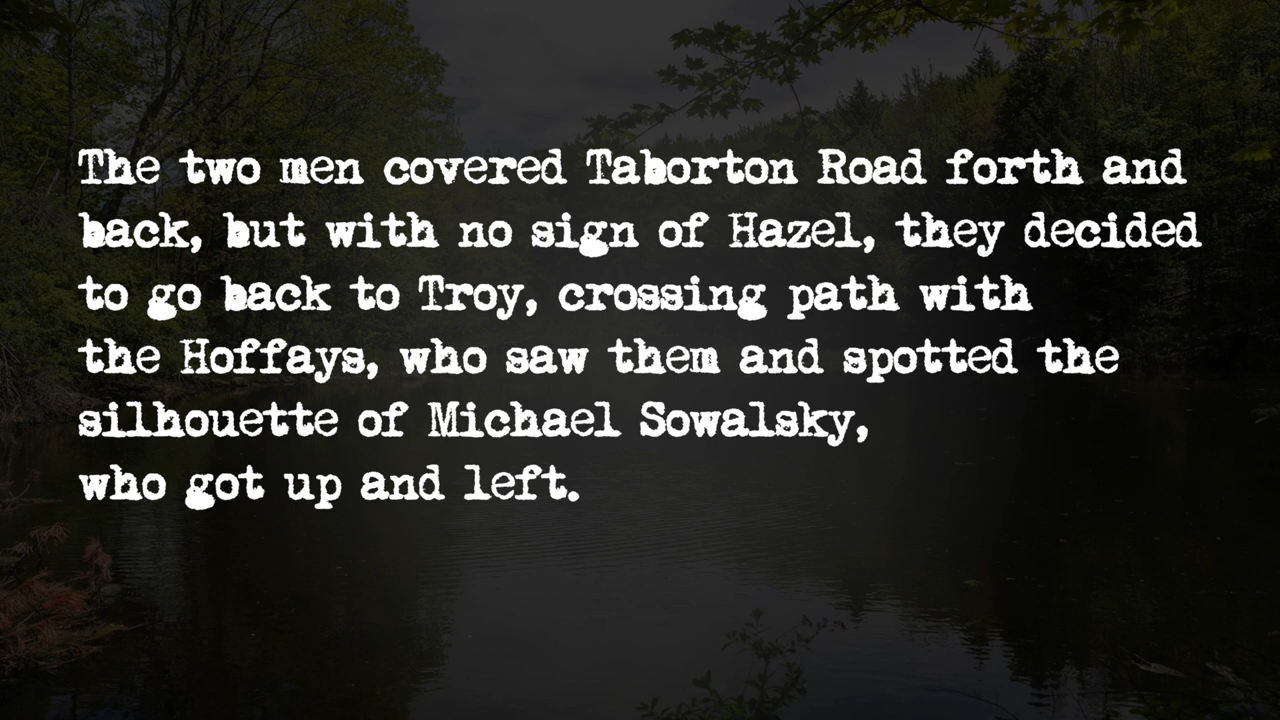 The two men covered Taborton Road forth and
back, but with no sign of Hazel, they decided
to go back to Troy, crossing path with
the Hoffays, who saw them and spotted the
silhouette of Michael Sowalsky,
who got up and left.